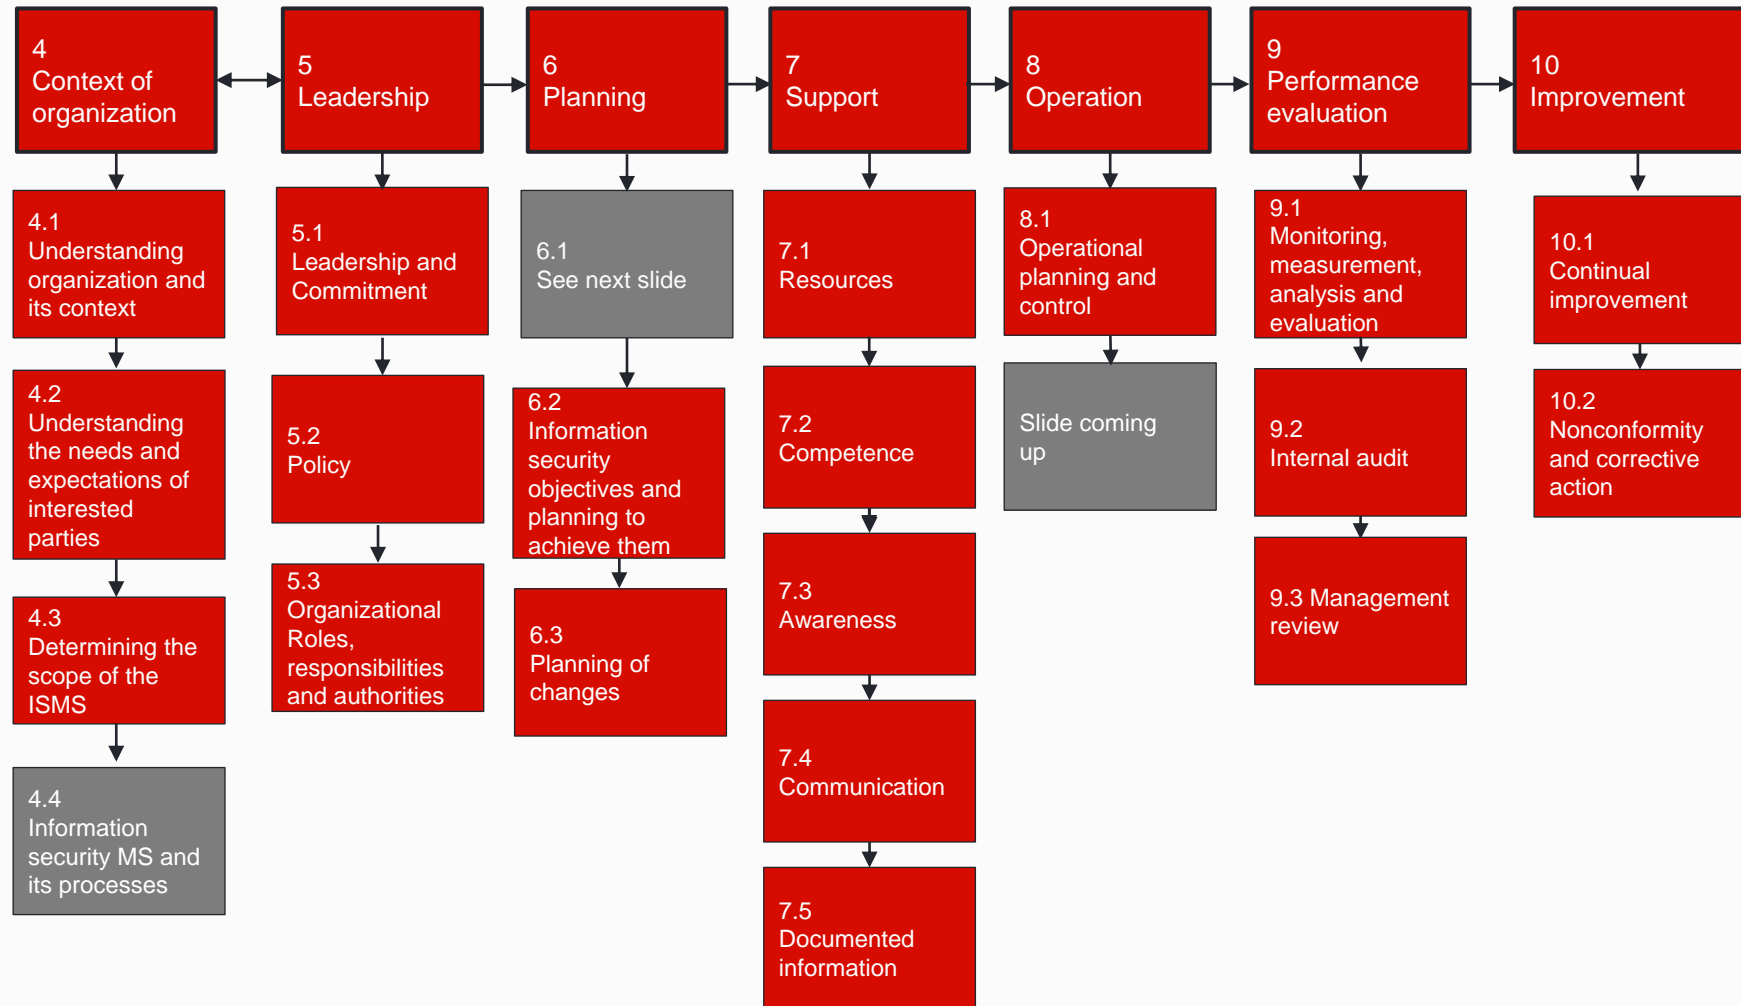 4
Context of
organization
5
Leadership
6
Planning
7
Support
8
Operation
9
Performance
evaluation
10
Improvement
4.1
Understanding
organization and
its context
4.2
Understanding
the needs and
expectations of
interested
parties
4.3
Determining the
scope of the
ISMS
4.4
Information
security MS and
its processes
5.1
Leadership and
Commitment
5.2
Policy
5.3
Organizational
Roles,
responsibilities
and authorities
6.1
See next slide
6.2
Information
security
objectives and
planning to
achieve them
6.3
Planning of
changes
7.1
Resources
7.2
Competence
7.3
Awareness
7.4
Communication
7.5
Documented
information
8.1
Operational
planning and
control
Slide coming
up
9.1
Monitoring,
measurement,
analysis and
evaluation
9.2
Internal audit
9.3 Management
review
10.1
Continual
improvement
10.2
Nonconformity
and corrective
action